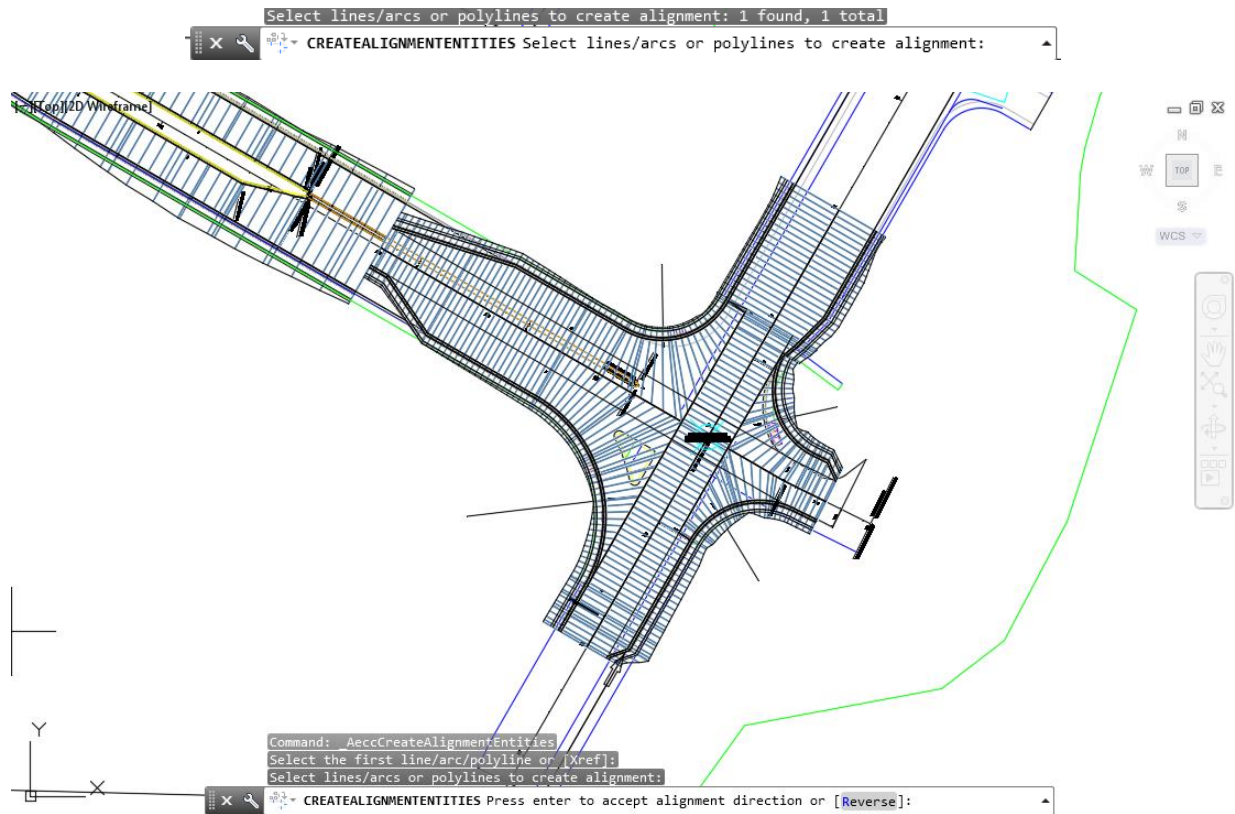 Select lines/arcs or polylines to create alignment: 1 found, 1 total
CREATEALIGNMENTENTITIES Select lines/arcs or polylines to create alignment:
[-][Top][2D Wireframe]
N
W TOP E
S
WCS
Y
X
Command: _AeccCreateAlignmentEntities
Select the first line/arc/polyline or [Xref]:
Select lines/arcs or polylines to create alignment:
CREATEALIGNMENTENTITIES Press enter to accept alignment direction or [Reverse]: